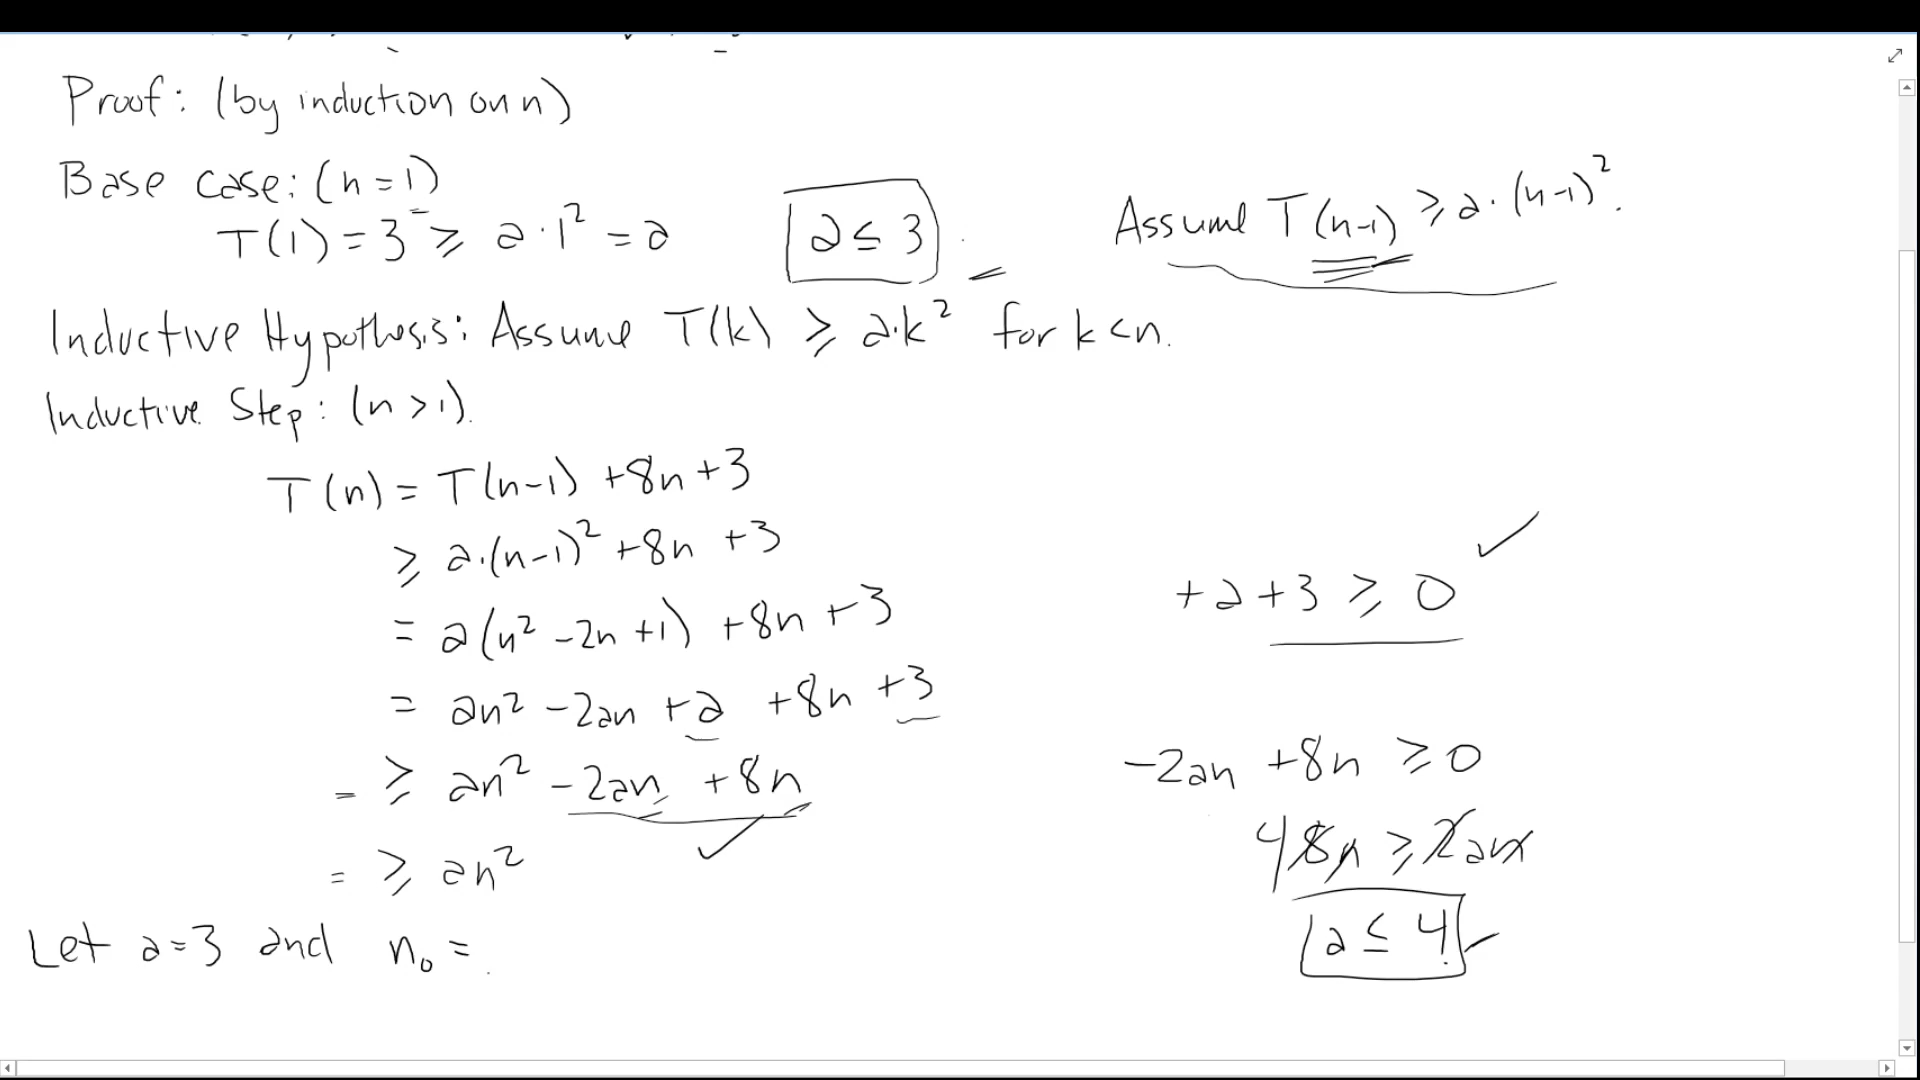 Proof: (by induction on n)
Base case: (n=1)
T(1) = 3 ≥ a·1² = a
a ≤ 3
Assume T(n-1) ≥ a·(n-1)².
Inductive Hypothesis: Assume T(k) ≥ a·k² for k<n.
Inductive Step: (n>1).
T(n) = T(n-1) +8n+3
≥ a·(n-1)² +8n +3
= a(n² -2n +1) +8n +3
= an² -2an +a +8n +3
= ≥ an² -2an +8n
= ≥ an²
+a+3 ≥ 0
-2an +8n ≥ 0
4 8n ≥ 2an
a ≤ 4
Let a=3 and n₀ =